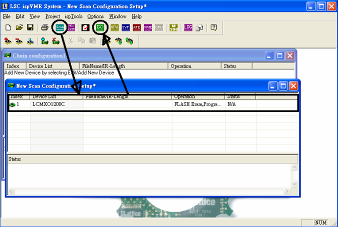 LSC ispVMR System - New Scan Configuration Setup*
File Edit View Project ispTools Options Window Help
Chain configuration
Index Device List FileName/IR-Length Operation Status
Add New Device by selecting Edit/Add New Device
New Scan Configuration Setup*
Index Device List FileName/IR-Length Operation Status
1 LCMXO1200C FLASH Erase,Progra... N/A
Status
NUM